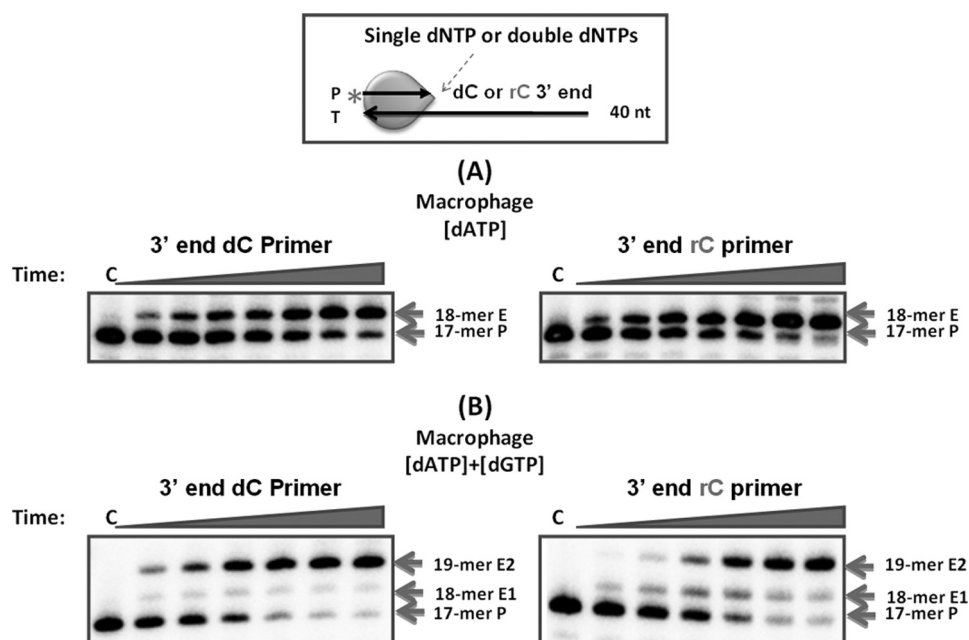 Single dNTP or double dNTPs
P * dC or rC 3' end
T 40 nt
(A)
Macrophage
[dATP]
3' end dC Primer 3' end rC primer
Time: C C
18-mer E 18-mer E
17-mer P 17-mer P
(B)
Macrophage
[dATP]+[dGTP]
3' end dC Primer 3' end rC primer
Time: C C
19-mer E2 19-mer E2
18-mer E1 18-mer E1
17-mer P 17-mer P